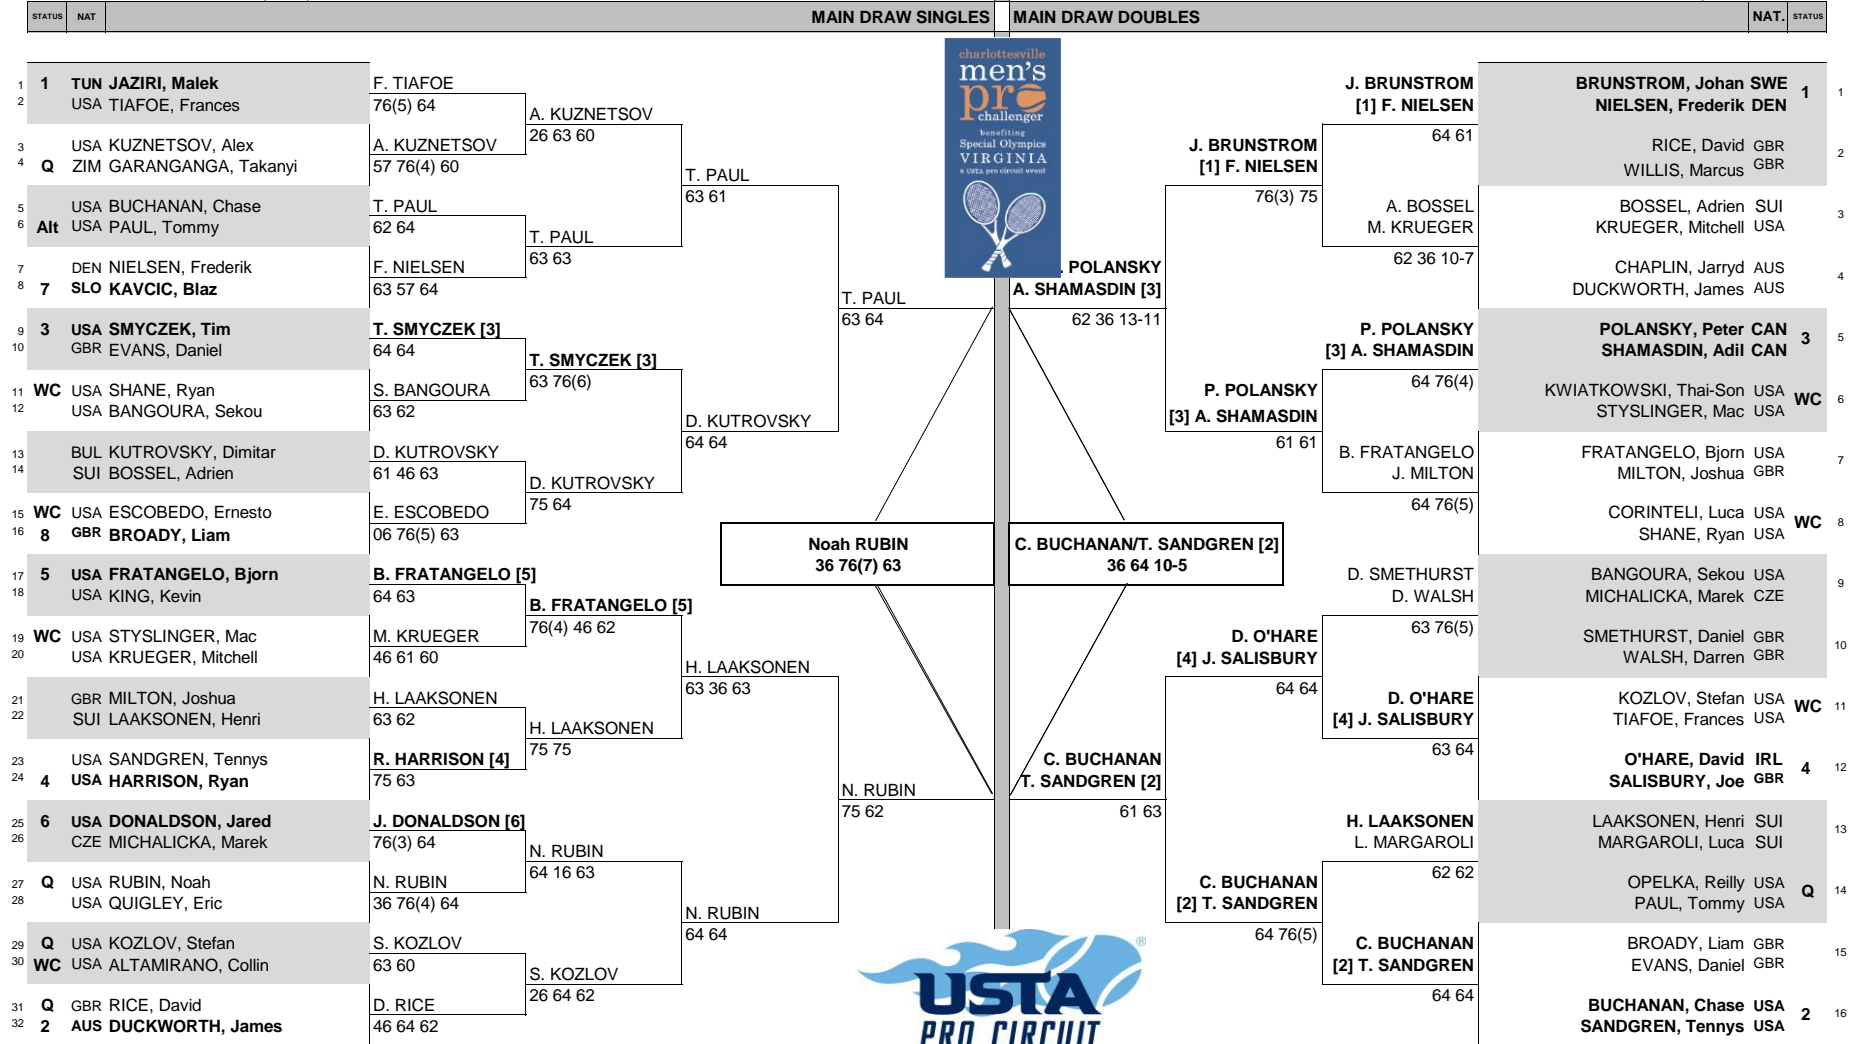 STATUS NAT MAIN DRAW SINGLES MAIN DRAW DOUBLES NAT. STATUS
charlottesville
men's
pro
challenger
benefiting
Special Olympics
VIRGINIA
a USTA pro circuit event
1 1 TUN JAZIRI, Malek
2 USA TIAFOE, Frances
3 USA KUZNETSOV, Alex
4 Q ZIM GARANGANGA, Takanyi
5 USA BUCHANAN, Chase
6 Alt USA PAUL, Tommy
7 DEN NIELSEN, Frederik
8 7 SLO KAVCIC, Blaz
9 3 USA SMYCZEK, Tim
10 GBR EVANS, Daniel
11 WC USA SHANE, Ryan
12 USA BANGOURA, Sekou
13 BUL KUTROVSKY, Dimitar
14 SUI BOSSEL, Adrien
15 WC USA ESCOBEDO, Ernesto
16 8 GBR BROADY, Liam
17 5 USA FRATANGELO, Bjorn
18 USA KING, Kevin
19 WC USA STYSLINGER, Mac
20 USA KRUEGER, Mitchell
21 GBR MILTON, Joshua
22 SUI LAAKSONEN, Henri
23 USA SANDGREN, Tennys
24 4 USA HARRISON, Ryan
25 6 USA DONALDSON, Jared
26 CZE MICHALICKA, Marek
27 Q USA RUBIN, Noah
28 USA QUIGLEY, Eric
29 Q USA KOZLOV, Stefan
30 WC USA ALTAMIRANO, Collin
31 Q GBR RICE, David
32 2 AUS DUCKWORTH, James
F. TIAFOE
76(5) 64
A. KUZNETSOV
57 76(4) 60
T. PAUL
62 64
F. NIELSEN
63 57 64
T. SMYCZEK [3]
64 64
S. BANGOURA
63 62
D. KUTROVSKY
61 46 63
E. ESCOBEDO
06 76(5) 63
B. FRATANGELO [5]
64 63
M. KRUEGER
46 61 60
H. LAAKSONEN
63 62
R. HARRISON [4]
75 63
J. DONALDSON [6]
76(3) 64
N. RUBIN
36 76(4) 64
S. KOZLOV
63 60
D. RICE
46 64 62
A. KUZNETSOV
26 63 60
T. PAUL
63 63
T. SMYCZEK [3]
63 76(6)
D. KUTROVSKY
75 64
B. FRATANGELO [5]
76(4) 46 62
H. LAAKSONEN
75 75
N. RUBIN
64 16 63
S. KOZLOV
26 64 62
T. PAUL
63 61
D. KUTROVSKY
64 64
H. LAAKSONEN
63 36 63
N. RUBIN
64 64
T. PAUL
63 64
N. RUBIN
75 62
Noah RUBIN
36 76(7) 63
C. BUCHANAN/T. SANDGREN [2]
36 64 10-5
POLANSKY
A. SHAMASDIN [3]
62 36 13-11
C. BUCHANAN
T. SANDGREN [2]
61 63
J. BRUNSTROM
[1] F. NIELSEN
76(3) 75
P. POLANSKY
[3] A. SHAMASDIN
61 61
D. O'HARE
[4] J. SALISBURY
64 64
C. BUCHANAN
[2] T. SANDGREN
64 76(5)
J. BRUNSTROM
[1] F. NIELSEN
64 61
A. BOSSEL
M. KRUEGER
62 36 10-7
P. POLANSKY
[3] A. SHAMASDIN
64 76(4)
B. FRATANGELO
J. MILTON
64 76(5)
D. SMETHURST
D. WALSH
63 76(5)
D. O'HARE
[4] J. SALISBURY
63 64
H. LAAKSONEN
L. MARGAROLI
62 62
C. BUCHANAN
[2] T. SANDGREN
64 64
BRUNSTROM, Johan SWE 1 1
NIELSEN, Frederik DEN
RICE, David GBR 2
WILLIS, Marcus GBR
BOSSEL, Adrien SUI 3
KRUEGER, Mitchell USA
CHAPLIN, Jarryd AUS 4
DUCKWORTH, James AUS
POLANSKY, Peter CAN 3 5
SHAMASDIN, Adil CAN
KWIATKOWSKI, Thai-Son USA WC 6
STYSLINGER, Mac USA
FRATANGELO, Bjorn USA 7
MILTON, Joshua GBR
CORINTELI, Luca USA WC 8
SHANE, Ryan USA
BANGOURA, Sekou USA 9
MICHALICKA, Marek CZE
SMETHURST, Daniel GBR 10
WALSH, Darren GBR
KOZLOV, Stefan USA WC 11
TIAFOE, Frances USA
O'HARE, David IRL 4 12
SALISBURY, Joe GBR
LAAKSONEN, Henri SUI 13
MARGAROLI, Luca SUI
OPELKA, Reilly USA Q 14
PAUL, Tommy USA
BROADY, Liam GBR 15
EVANS, Daniel GBR
BUCHANAN, Chase USA 2 16
SANDGREN, Tennys USA
USTA ®
PRO CIRCUIT